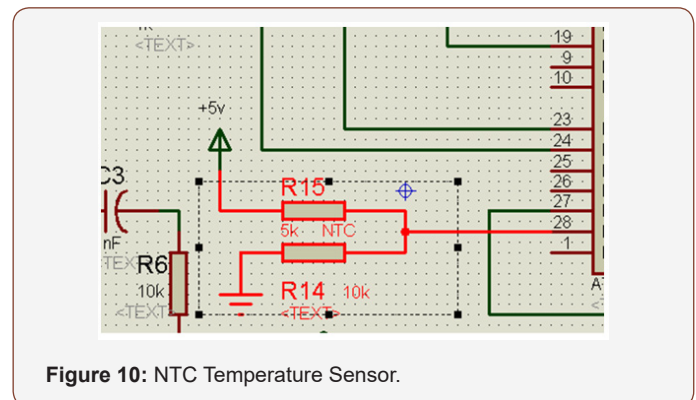 <TEXT>
19
9
10
+5v
23
24
25
26
27
28
1
C3
nF
R15
5k NTC
R6
10k
<TEXT>
R14 10k
<TEXT>
A
Figure 10: NTC Temperature Sensor.